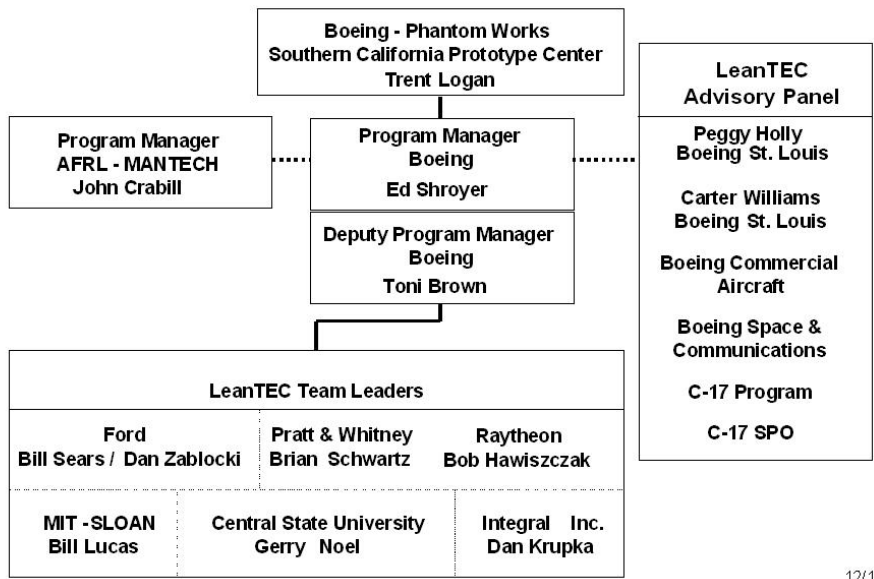 Boeing - Phantom Works
Southern California Prototype Center
Trent Logan
Program Manager
AFRL - MANTECH
John Crabill
Program Manager
Boeing
Ed Shroyer
Deputy Program Manager
Boeing
Toni Brown
LeanTEC
Advisory Panel
Peggy Holly
Boeing St. Louis
Carter Williams
Boeing St. Louis
Boeing Commercial
Aircraft
Boeing Space &
Communications
C-17 Program
C-17 SPO
LeanTEC Team Leaders
Ford
Bill Sears / Dan Zablocki
Pratt & Whitney
Brian Schwartz
Raytheon
Bob Hawiszczak
MIT -SLOAN
Bill Lucas
Central State University
Gerry Noel
Integral Inc.
Dan Krupka
12/1